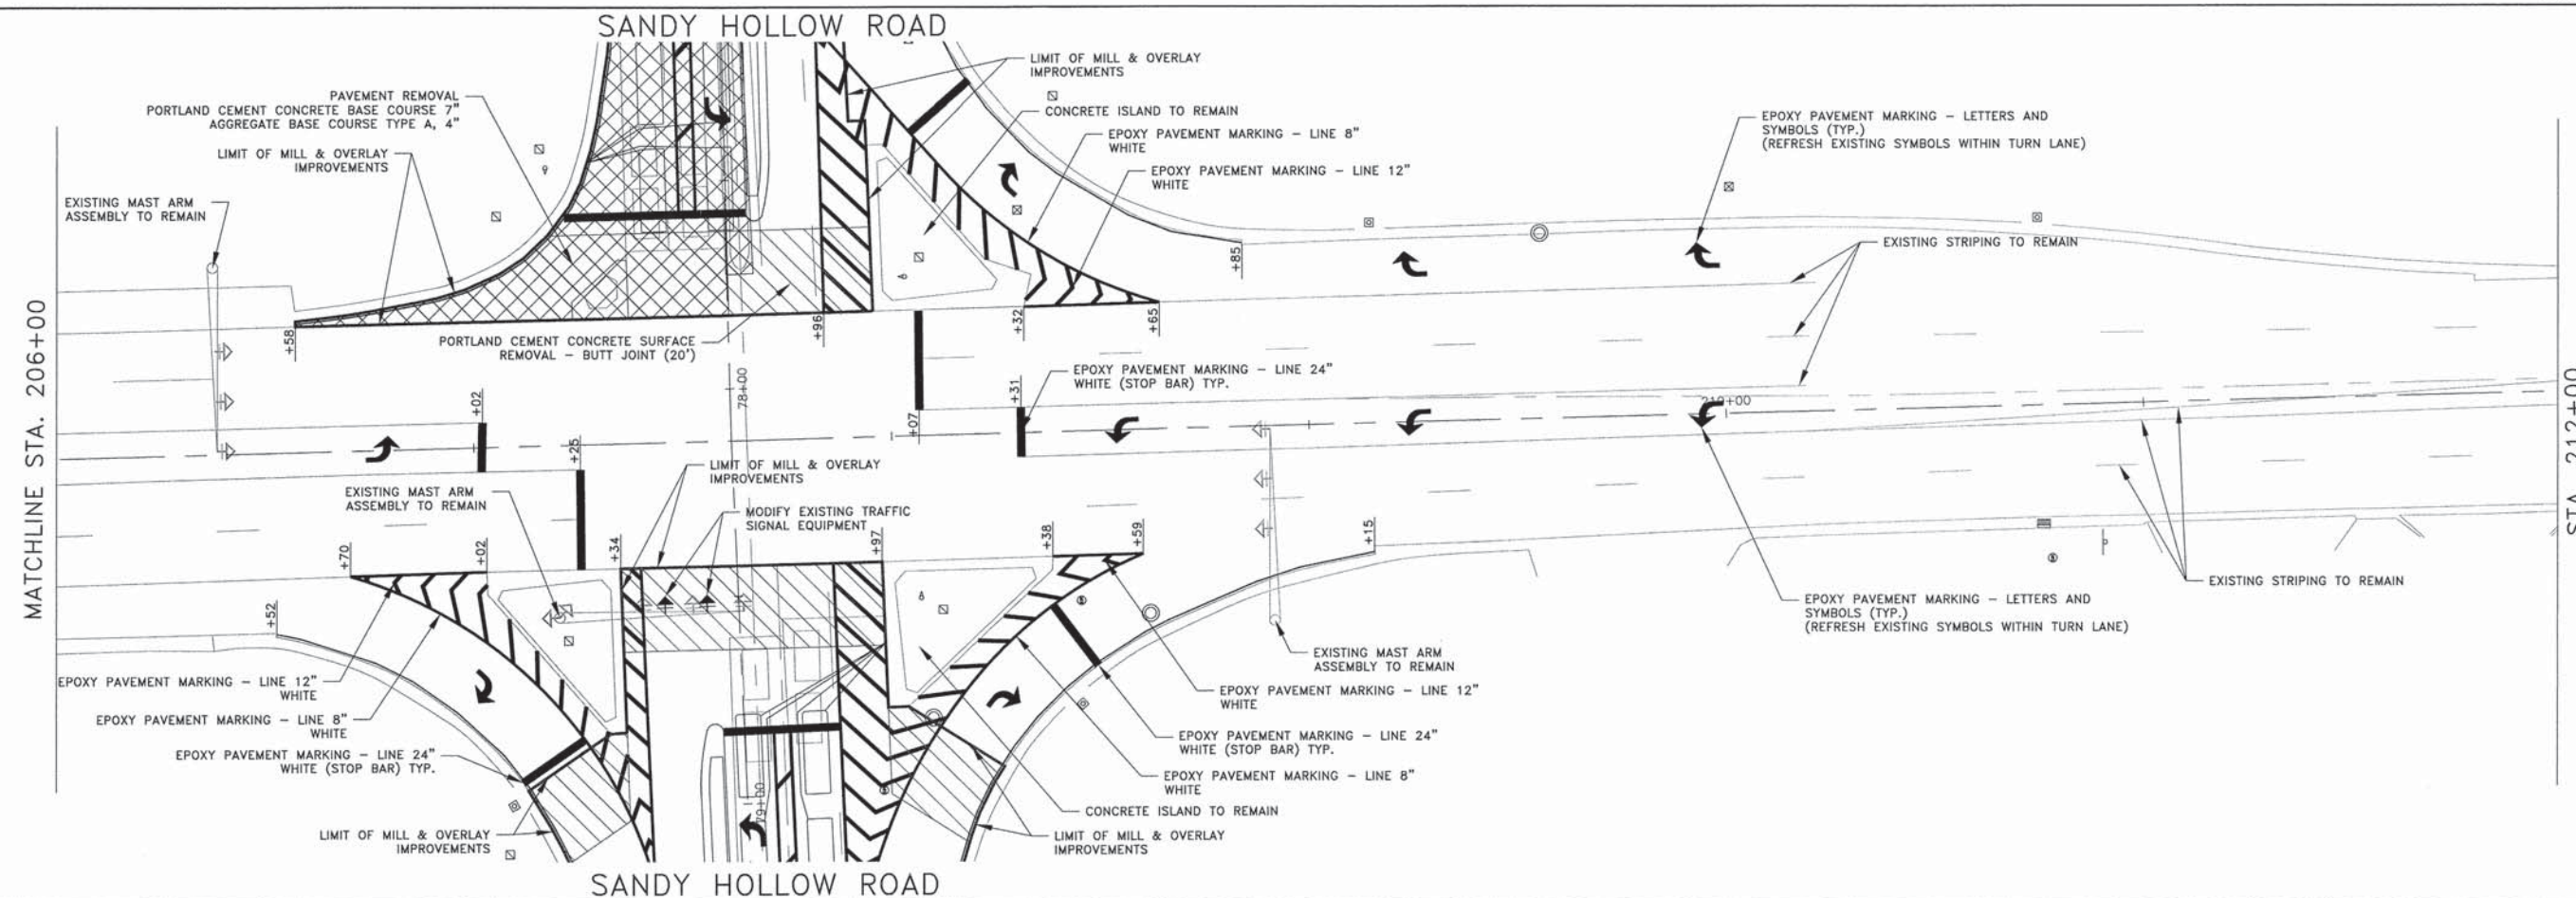 SANDY HOLLOW ROAD
LIMIT OF MILL & OVERLAY
IMPROVEMENTS
PAVEMENT REMOVAL
PORTLAND CEMENT CONCRETE BASE COURSE 7"
AGGREGATE BASE COURSE TYPE A, 4"
CONCRETE ISLAND TO REMAIN
EPOXY PAVEMENT MARKING – LINE 8"
WHITE
EPOXY PAVEMENT MARKING – LETTERS AND
SYMBOLS (TYP.)
(REFRESH EXISTING SYMBOLS WITHIN TURN LANE)
LIMIT OF MILL & OVERLAY
IMPROVEMENTS
EPOXY PAVEMENT MARKING – LINE 12"
WHITE
EXISTING MAST ARM
ASSEMBLY TO REMAIN
EXISTING STRIPING TO REMAIN
+85
+58
+96
+32
+65
PORTLAND CEMENT CONCRETE SURFACE
REMOVAL – BUTT JOINT (20')
MATCHLINE STA. 206+00
78+00
EPOXY PAVEMENT MARKING – LINE 24"
WHITE (STOP BAR) TYP.
+02
+31
+07
+25
210+00
STA. 212+00
LIMIT OF MILL & OVERLAY
IMPROVEMENTS
EXISTING MAST ARM
ASSEMBLY TO REMAIN
MODIFY EXISTING TRAFFIC
SIGNAL EQUIPMENT
+70
+02
+34
+97
+38
+59
+15
+52
EXISTING STRIPING TO REMAIN
EPOXY PAVEMENT MARKING – LETTERS AND
SYMBOLS (TYP.)
(REFRESH EXISTING SYMBOLS WITHIN TURN LANE)
EXISTING MAST ARM
ASSEMBLY TO REMAIN
EPOXY PAVEMENT MARKING – LINE 12"
WHITE
EPOXY PAVEMENT MARKING – LINE 12"
WHITE
EPOXY PAVEMENT MARKING – LINE 8"
WHITE
EPOXY PAVEMENT MARKING – LINE 24"
WHITE (STOP BAR) TYP.
EPOXY PAVEMENT MARKING – LINE 24"
WHITE (STOP BAR) TYP.
EPOXY PAVEMENT MARKING – LINE 8"
WHITE
79+00
CONCRETE ISLAND TO REMAIN
LIMIT OF MILL & OVERLAY
IMPROVEMENTS
LIMIT OF MILL & OVERLAY
IMPROVEMENTS
SANDY HOLLOW ROAD